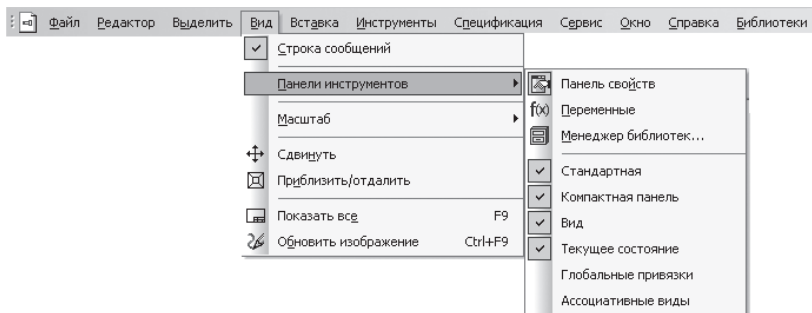 Файл Редактор Выделить Вид Вставка Инструменты Спецификация Сервис Окно Справка Библиотеки
Строка сообщений
Панели инструментов
Масштаб
Сдвинуть
Приблизить/отдалить
Показать все F9
Обновить изображение Ctrl+F9
Панель свойств
f(x) Переменные
Менеджер библиотек...
Стандартная
Компактная панель
Вид
Текущее состояние
Глобальные привязки
Ассоциативные виды